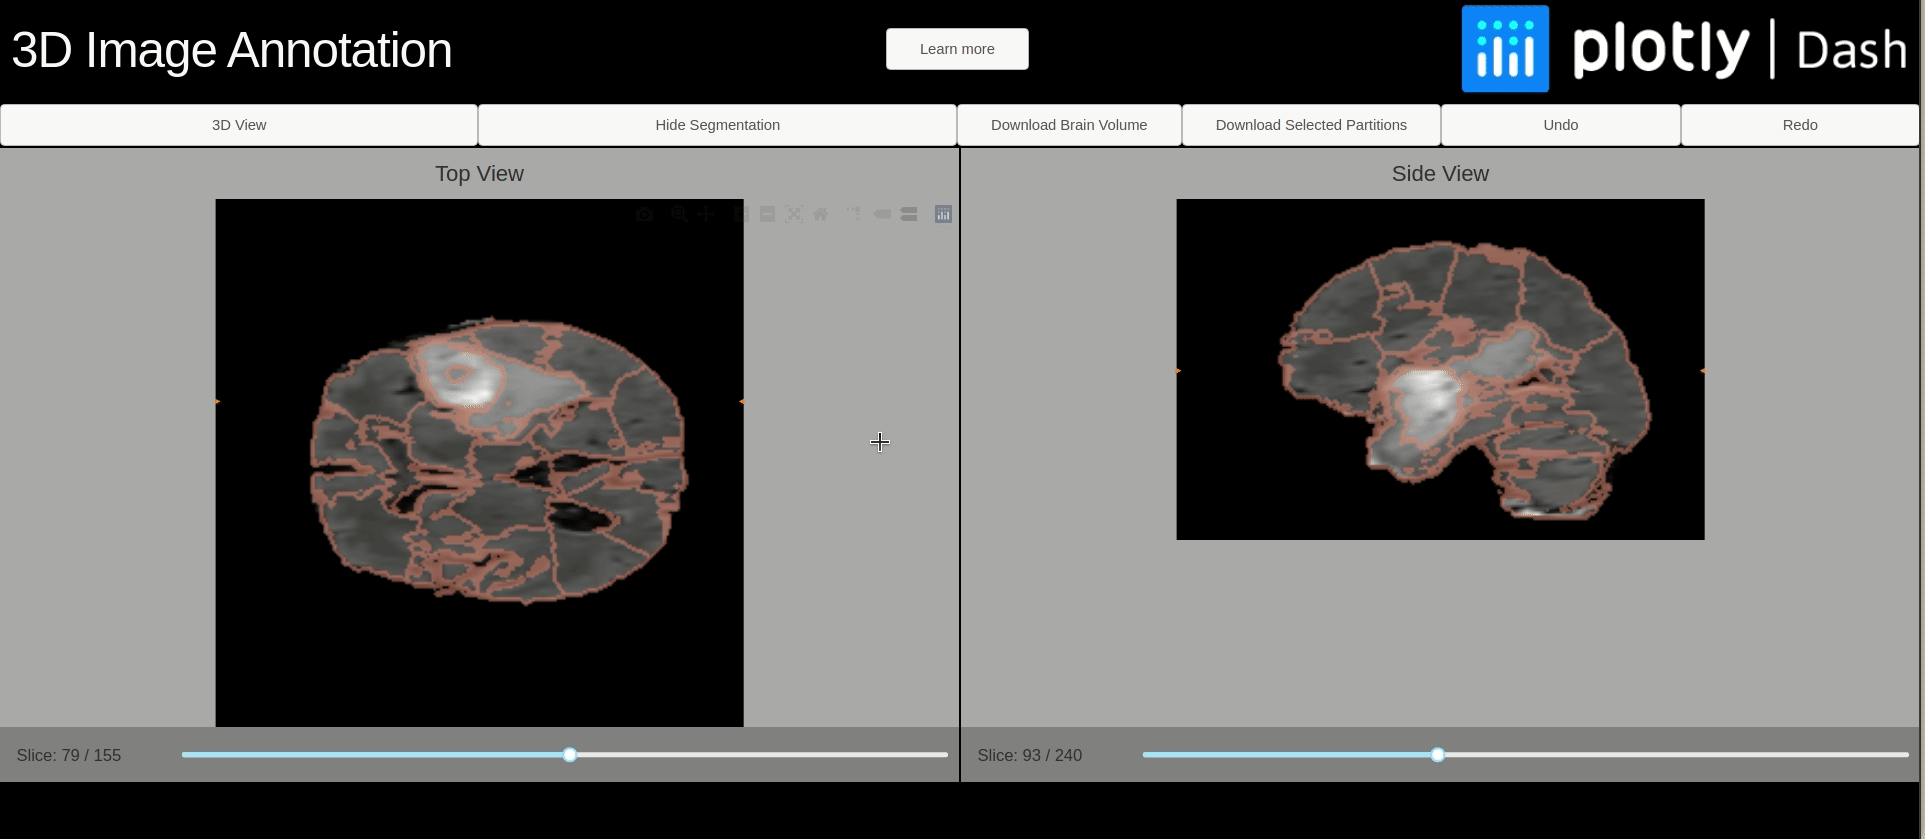 3D Image Annotation
Learn more
plotly | Dash
3D View
Hide Segmentation
Download Brain Volume
Download Selected Partitions
Undo
Redo
Top View
Side View
Slice: 79 / 155
Slice: 93 / 240